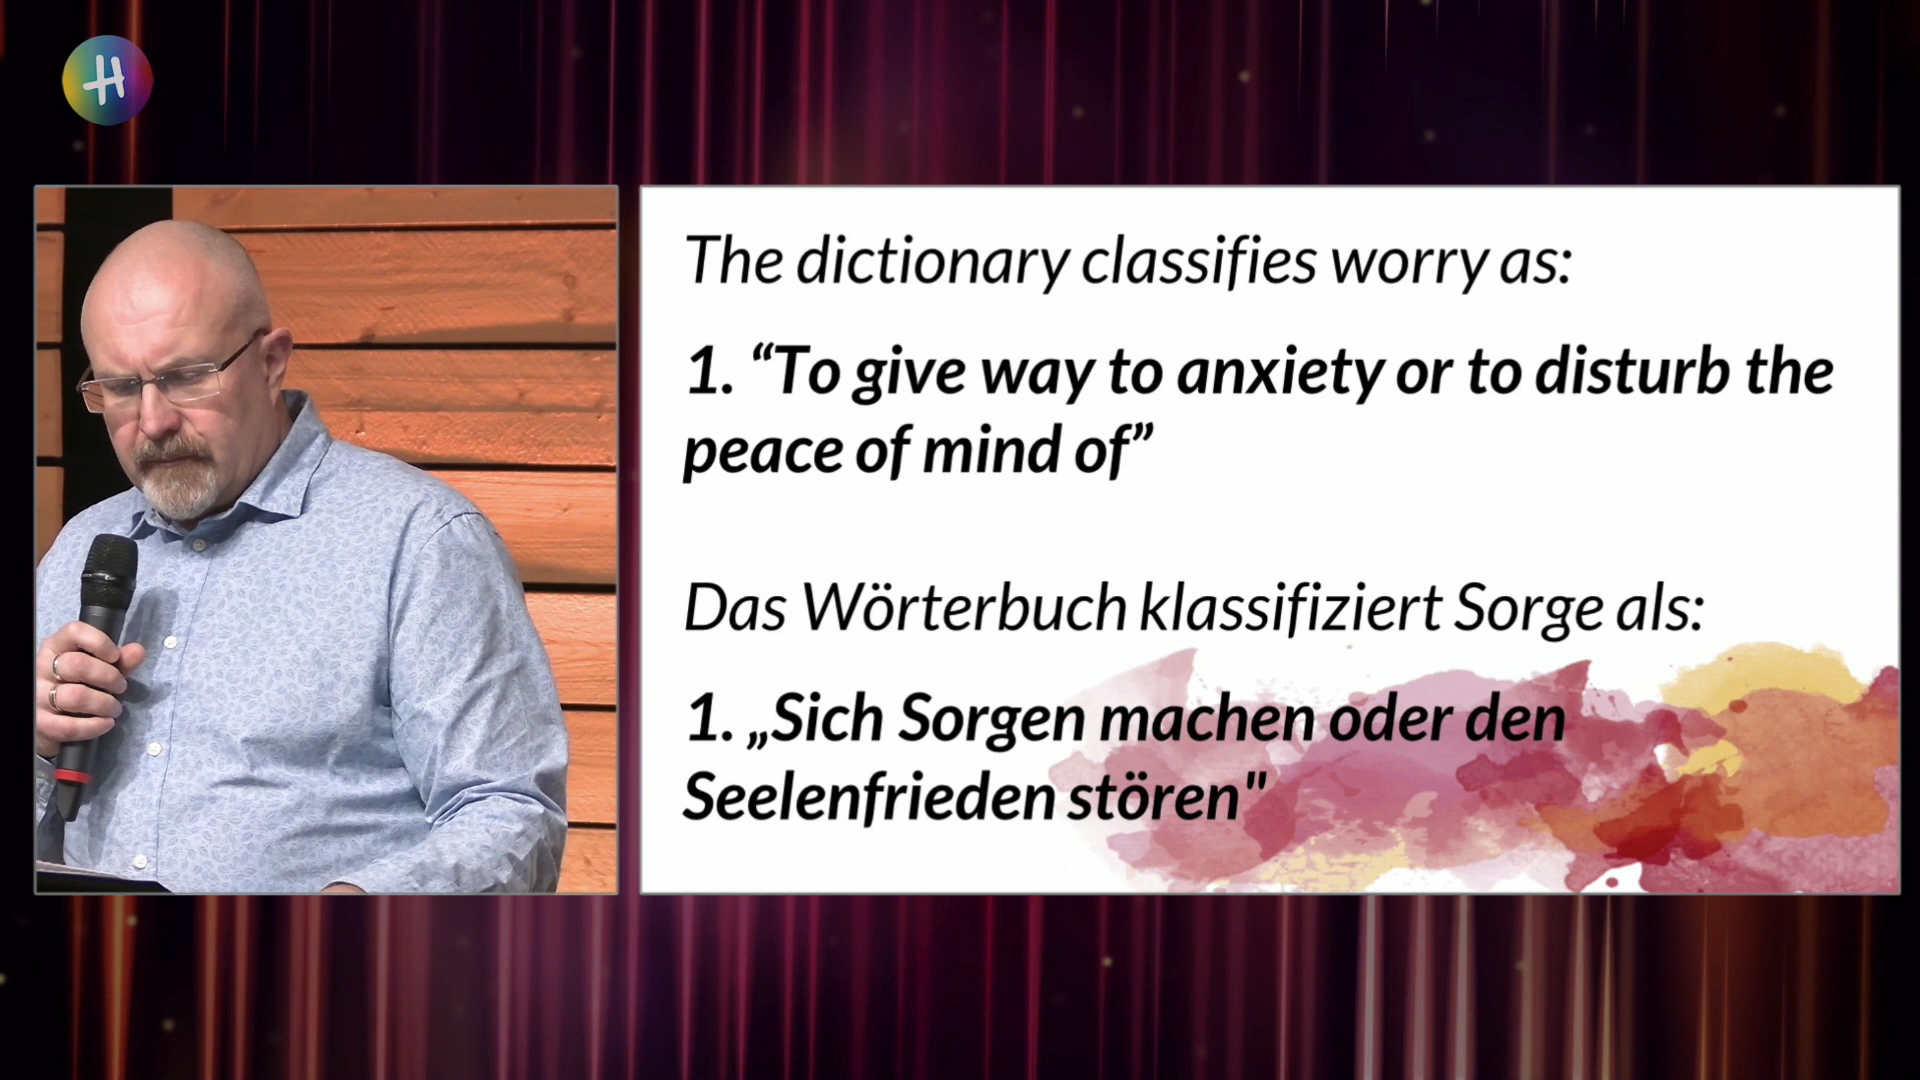 H
The dictionary classifies worry as:
1. “To give way to anxiety or to disturb the
peace of mind of”
Das Wörterbuch klassifiziert Sorge als:
1. „Sich Sorgen machen oder den
Seelenfrieden stören"